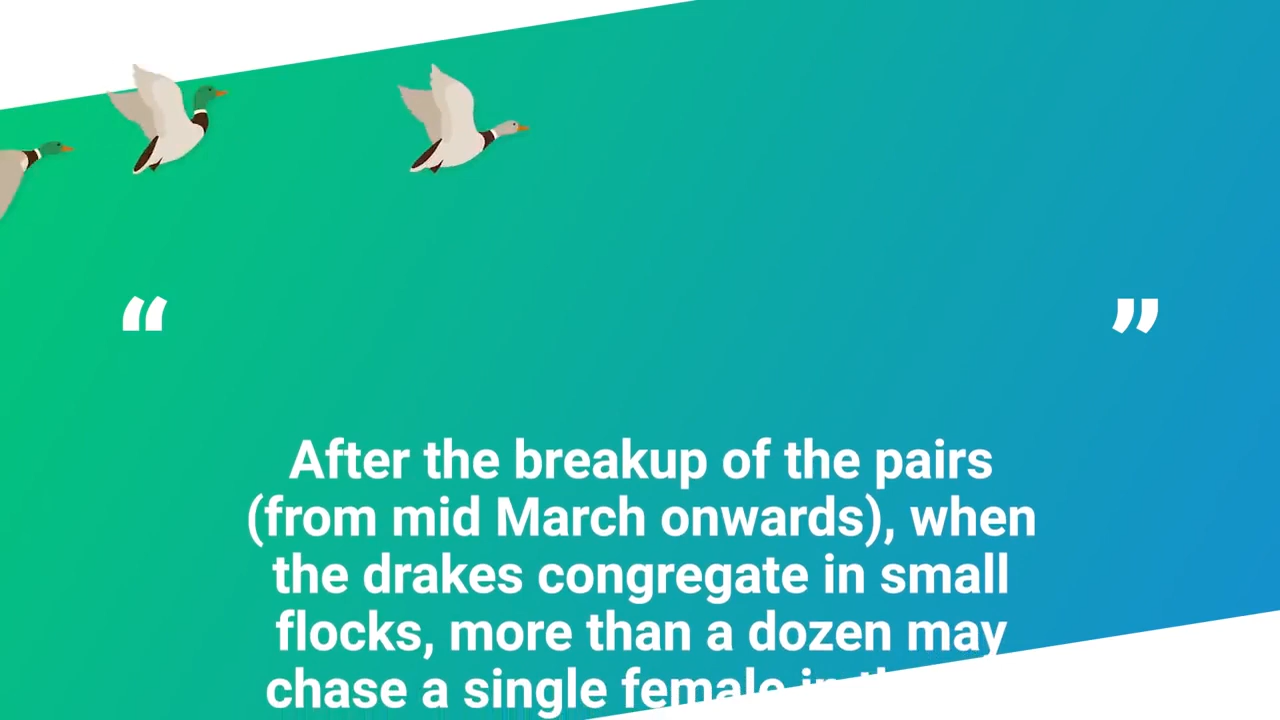 “ ”
After the breakup of the pairs
(from mid March onwards), when
the drakes congregate in small
flocks, more than a dozen may
chase a single female in